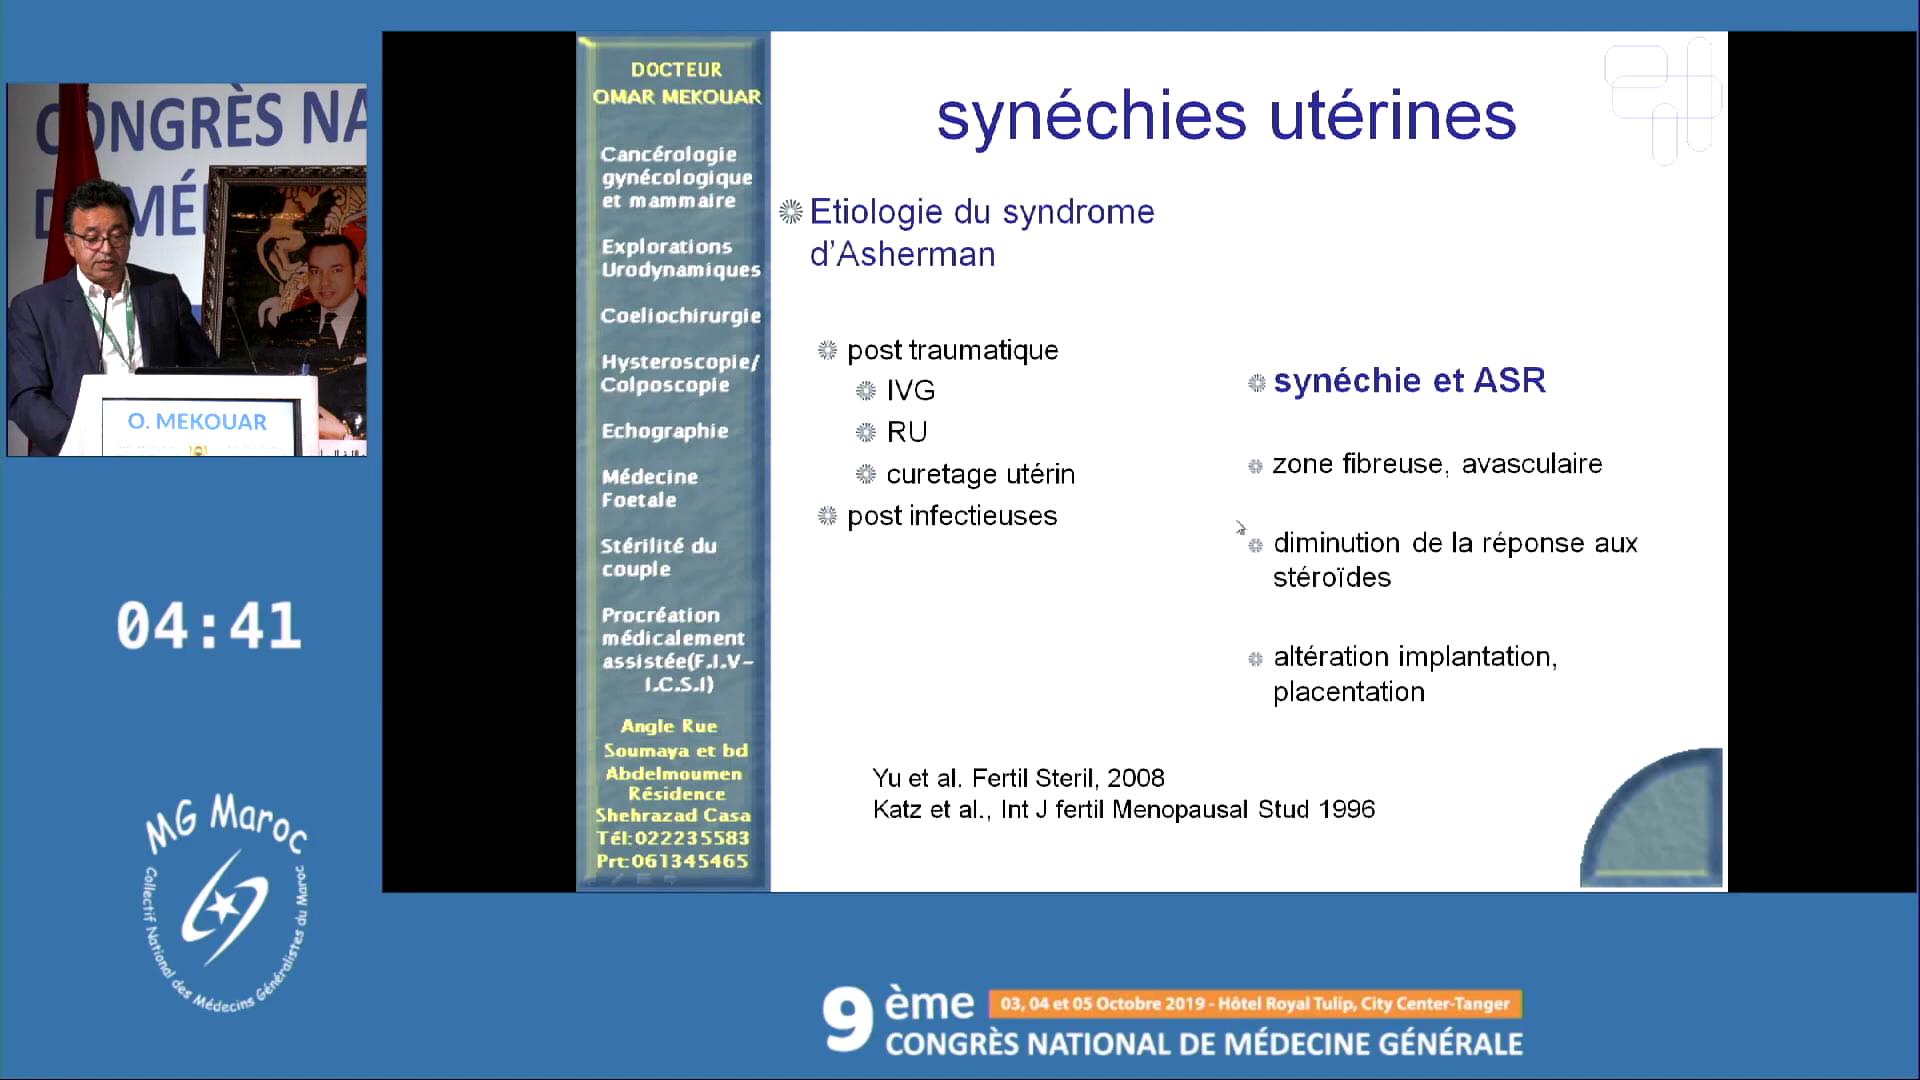 CONGRÈS NA
O. MEKOUAR
04:41
MG Maroc
Collectif National des Médecins Généralistes du Maroc
DOCTEUR
OMAR MEKOUAR
Cancérologie
gynécologique
et mammaire
Explorations
Urodynamiques
Coeliochirurgie
Hysteroscopie/
Colposcopie
Echographie
Médecine
Foetale
Stérilité du
couple
Procréation
médicalement
assistée(F.I.V-
I.C.S.I)
Angle Rue
Soumaya et bd
Abdelmoumen
Résidence
Shehrazad Casa
Tél:022235583
Prt:061345465
synéchies utérines
Etiologie du syndrome
d'Asherman
post traumatique
IVG
RU
curetage utérin
post infectieuses
synéchie et ASR
zone fibreuse, avasculaire
diminution de la réponse aux
stéroïdes
altération implantation,
placentation
Yu et al. Fertil Steril, 2008
Katz et al., Int J fertil Menopausal Stud 1996
9 ème
03, 04 et 05 Octobre 2019 - Hôtel Royal Tulip, City Center-Tanger
CONGRÈS NATIONAL DE MÉDECINE GÉNÉRALE